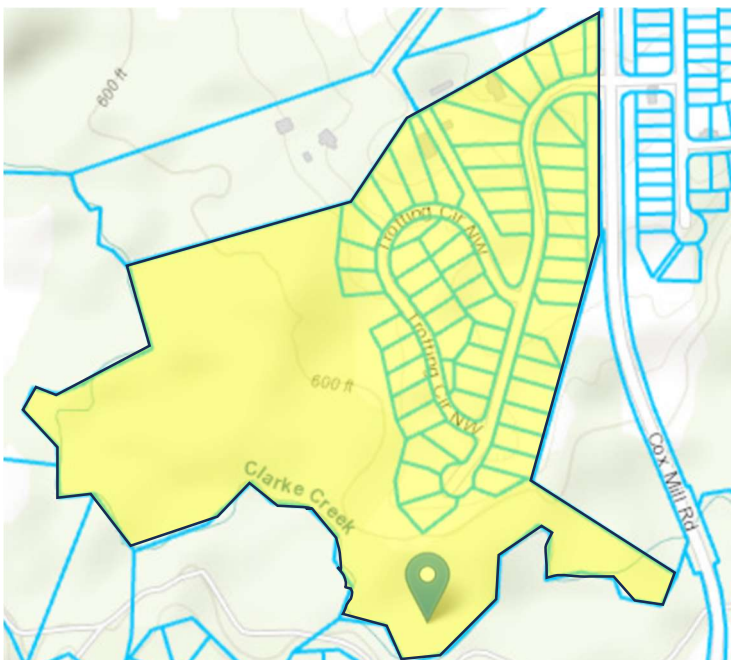 600 ft
Trotting Cir NW
Trotting Cir NW
600 ft
Cox Mill Rd
Clarke Creek